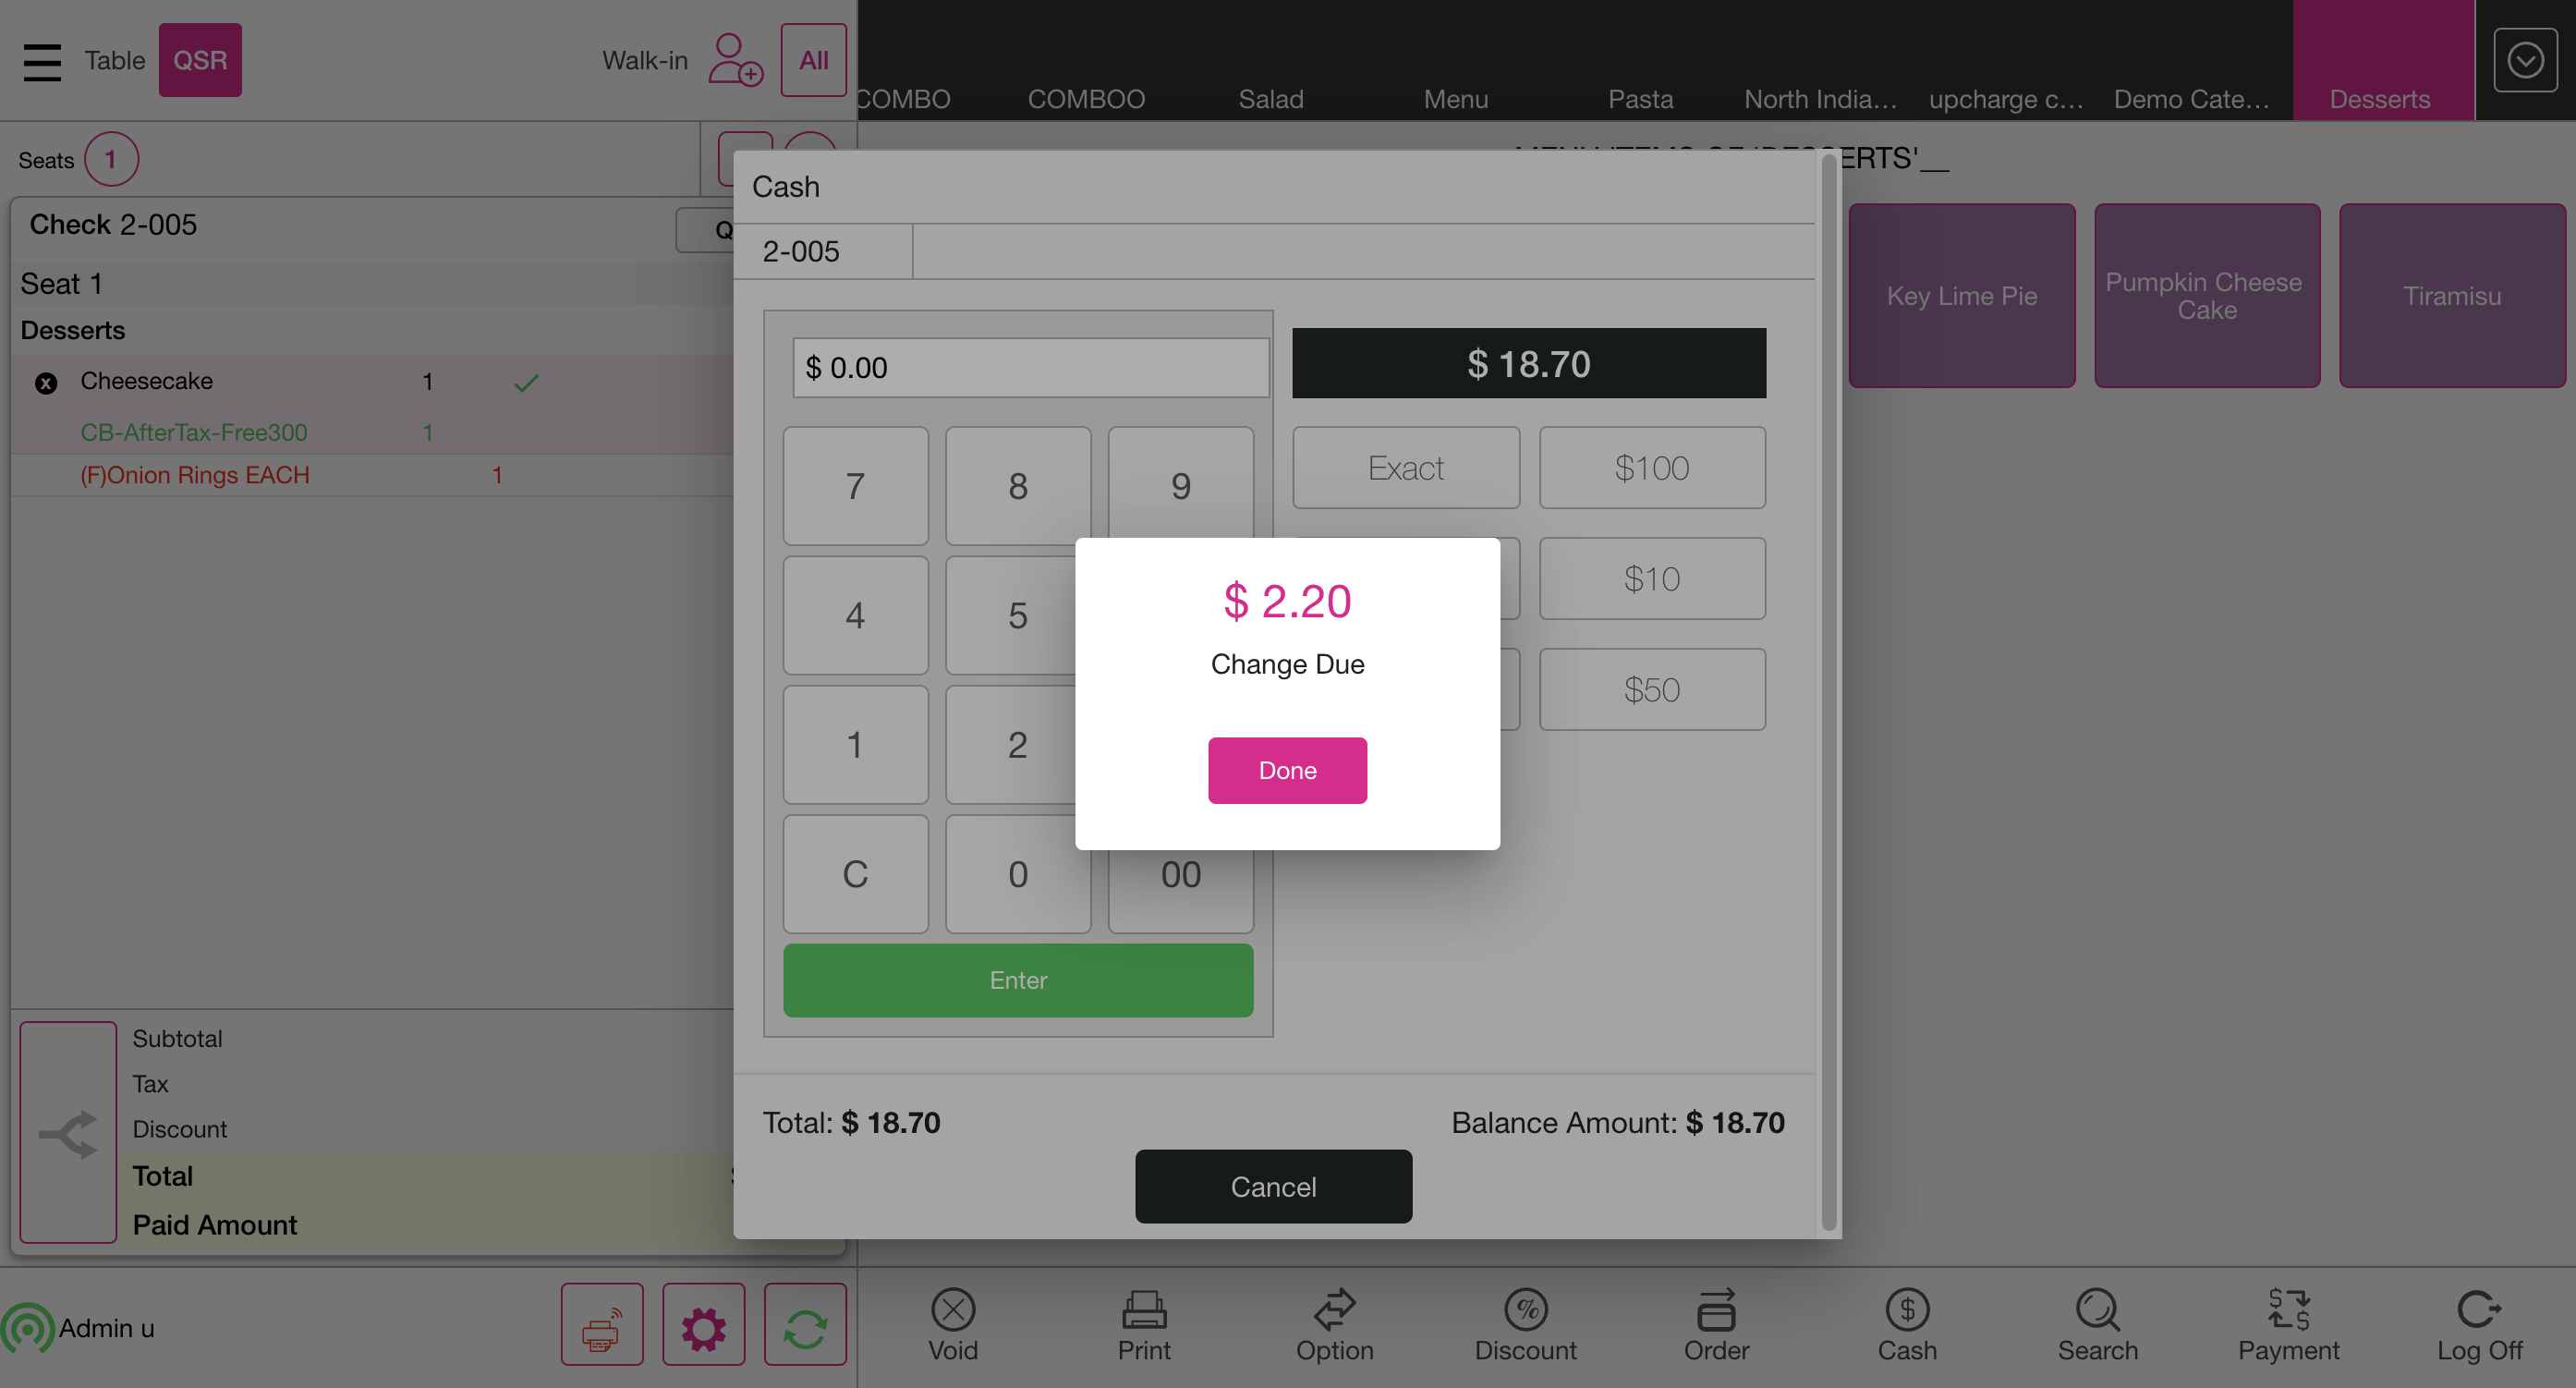 Table
QSR
Walk-in
All
COMBO
COMBOO
Salad
Menu
Pasta
North India...
upcharge c...
Demo Cate...
Desserts
Seats 1
Check 2-005
Seat 1
Desserts
Cheesecake 1
CB-AfterTax-Free300 1
(F)Onion Rings EACH 1
Subtotal
Tax
Discount
Total
Paid Amount
Admin u
Cash
2-005
$ 0.00
$ 18.70
7 8 9
Exact $100
4 5
$10
1 2
$50
C 0 00
Enter
$ 2.20
Change Due
Done
Total: $ 18.70
Balance Amount: $ 18.70
Cancel
Key Lime Pie
Pumpkin Cheese
Cake
Tiramisu
Void
Print
Option
Discount
Order
Cash
Search
Payment
Log Off